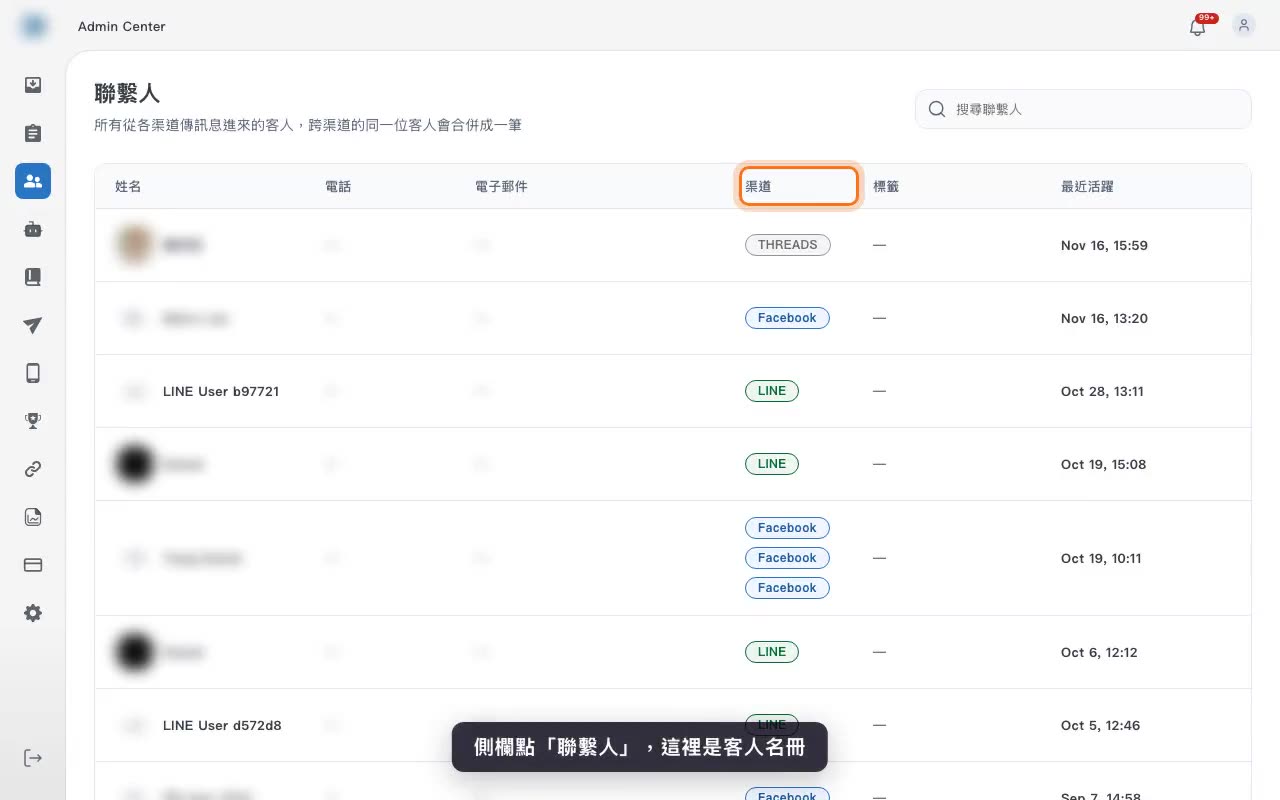 Admin Center
99+
聯繫人
所有從各渠道傳訊息進來的客人，跨渠道的同一位客人會合併成一筆
搜尋聯繫人
姓名 電話 電子郵件 渠道 標籤 最近活躍
THREADS — Nov 16, 15:59
Facebook — Nov 16, 13:20
LINE User b97721 LINE — Oct 28, 13:11
LINE — Oct 19, 15:08
Facebook
Facebook — Oct 19, 10:11
Facebook
LINE — Oct 6, 12:12
LINE User d572d8 LINE — Oct 5, 12:46
側欄點「聯繫人」，這裡是客人名冊
Facebook — Sep 7, 14:58